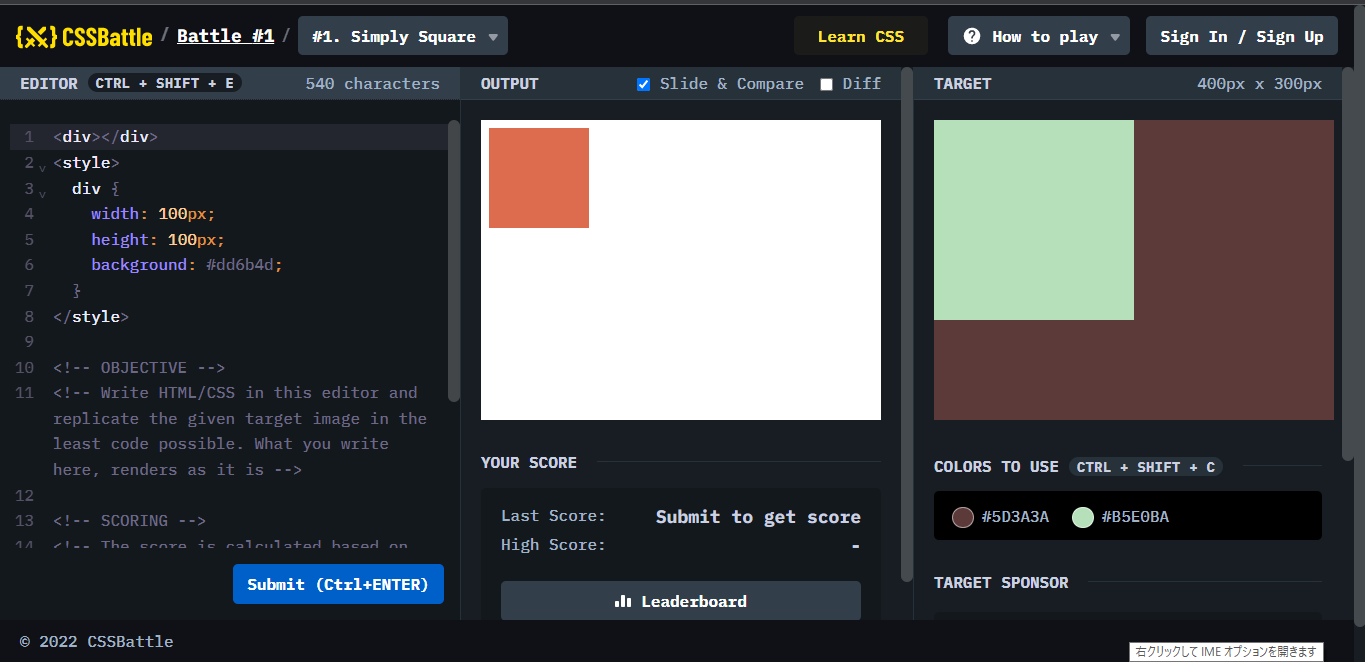 {X} CSSBattle / Battle #1 / #1. Simply Square
Learn CSS
How to play
Sign In / Sign Up
EDITOR CTRL + SHIFT + E 540 characters
1 <div></div>
2 <style>
3 div {
4 width: 100px;
5 height: 100px;
6 background: #dd6b4d;
7 }
8 </style>
9
10 <!-- OBJECTIVE -->
11 <!-- Write HTML/CSS in this editor and
replicate the given target image in the
least code possible. What you write
here, renders as it is -->
12
13 <!-- SCORING -->
14 <!-- The score is calculated based on
Submit (Ctrl+ENTER)
OUTPUT Slide & Compare Diff
YOUR SCORE
Last Score: Submit to get score
High Score: -
Leaderboard
TARGET 400px x 300px
COLORS TO USE CTRL + SHIFT + C
#5D3A3A #B5E0BA
TARGET SPONSOR
© 2022 CSSBattle
右クリックして IME オプションを開きます